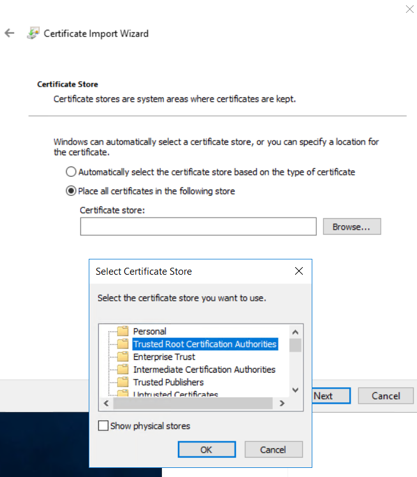 Certificate Import Wizard
Certificate Store
Certificate stores are system areas where certificates are kept.
Windows can automatically select a certificate store, or you can specify a location for
the certificate.
Automatically select the certificate store based on the type of certificate
Place all certificates in the following store
Certificate store:
Browse...
Select Certificate Store
Select the certificate store you want to use.
Personal
Trusted Root Certification Authorities
Enterprise Trust
Intermediate Certification Authorities
Trusted Publishers
Untrusted Certificates
Show physical stores
OK
Cancel
Next
Cancel